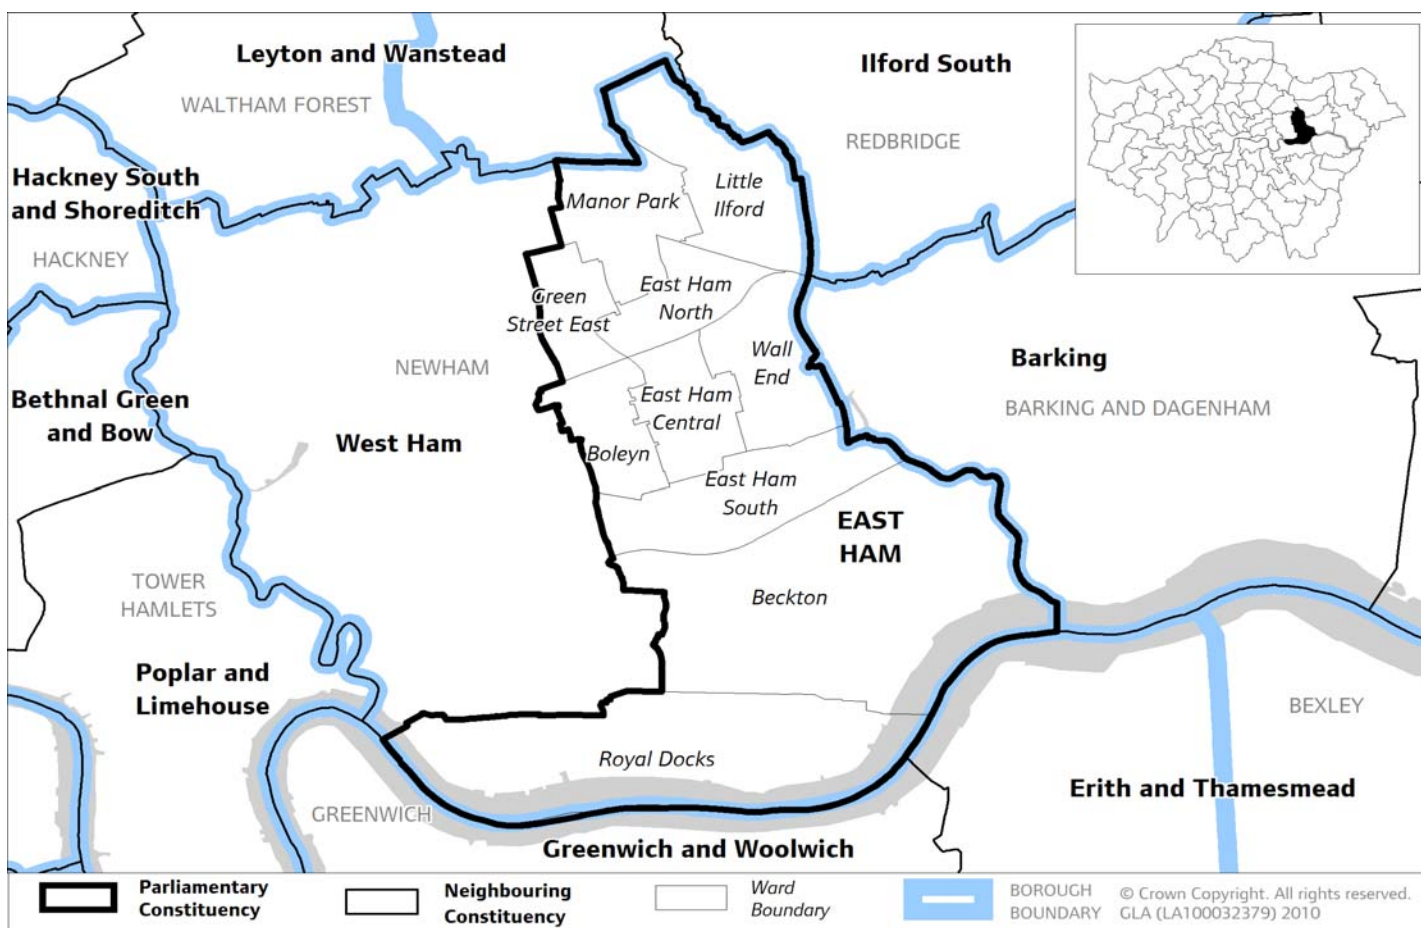 Leyton and Wanstead
WALTHAM FOREST
Ilford South
REDBRIDGE
Hackney South
and Shoreditch
HACKNEY
Manor Park
Little
Ilford
East Ham
North
Green
Street East
NEWHAM
Wall
End
Barking
BARKING AND DAGENHAM
Bethnal Green
and Bow
West Ham
East Ham
Central
Boleyn
East Ham
South
EAST
HAM
Beckton
TOWER
HAMLETS
Poplar and
Limehouse
BEXLEY
Royal Docks
GREENWICH
Erith and Thamesmead
Greenwich and Woolwich
Parliamentary
Constituency
Neighbouring
Constituency
Ward
Boundary
BOROUGH
BOUNDARY
© Crown Copyright. All rights reserved.
GLA (LA100032379) 2010